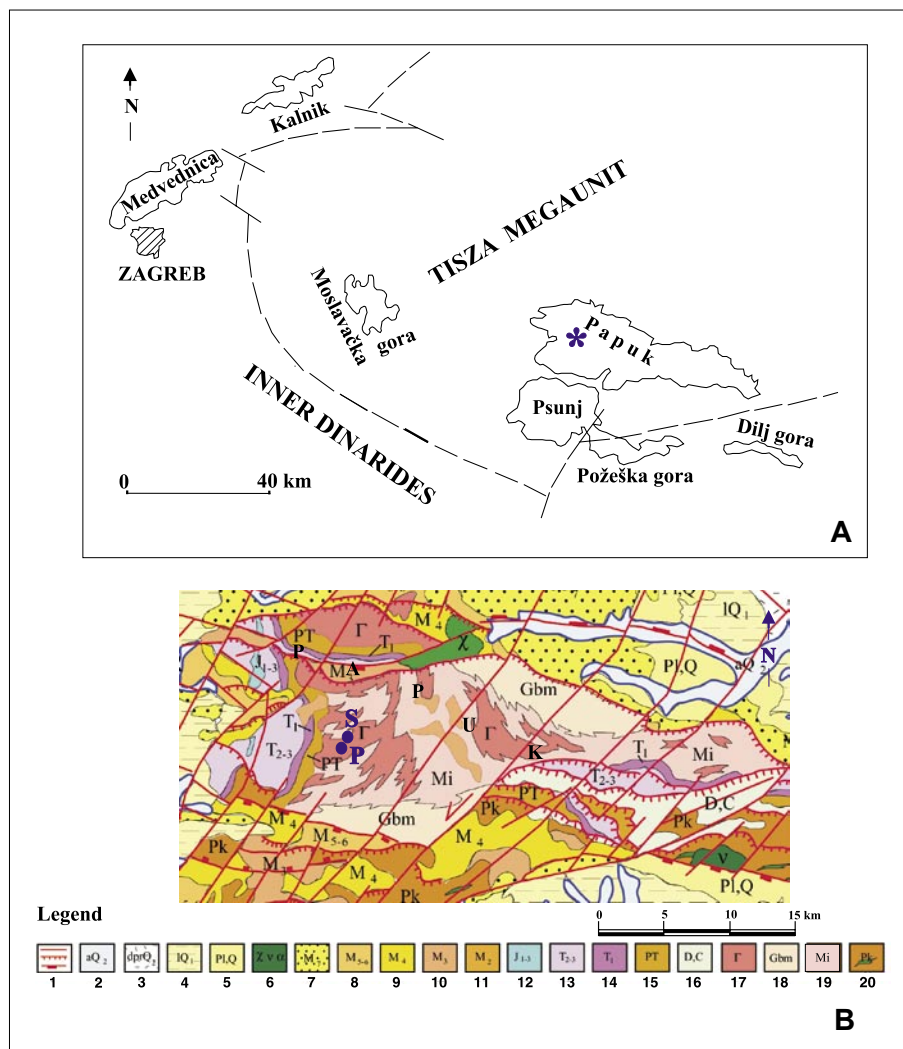 N
Kalnik
Medvednica
ZAGREB
TISZA MEGAUNIT
Moslavačka
gora
*
Papuk
INNER DINARIDES
Psunj
Dilj gora
Požeška gora
0 40 km
A
Pl,Q
lQ1
M4
PT
Γ
T1
χ
N
P
J1-3
A
Pl,Q
aQ2
M
P
Gbm
S
T1
Γ
U
Γ
T2-3
P
K
T1
Mi
PT
Mi
T2-3
PT
D,C
M4
Gbm
Pk
Pk
M5-6
M4
Pk
ν
M3
M4
Pl,Q
Pk
Legend
0 5 10 15 km
aQ2 dprQ2 lQ1 Pl,Q χ ν α M7 M5-6 M4 M3 M2 J1-3 T2-3 T1 PT D,C Γ Gbm Mi Pk
1 2 3 4 5 6 7 8 9 10 11 12 13 14 15 16 17 18 19 20
B